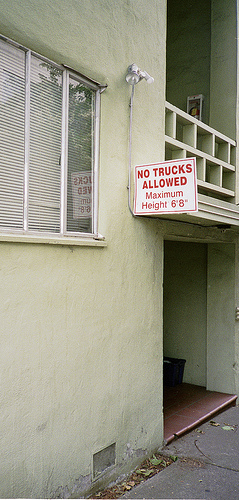 NO TRUCKS
ALLOWED
Maximum
Height 6'8"